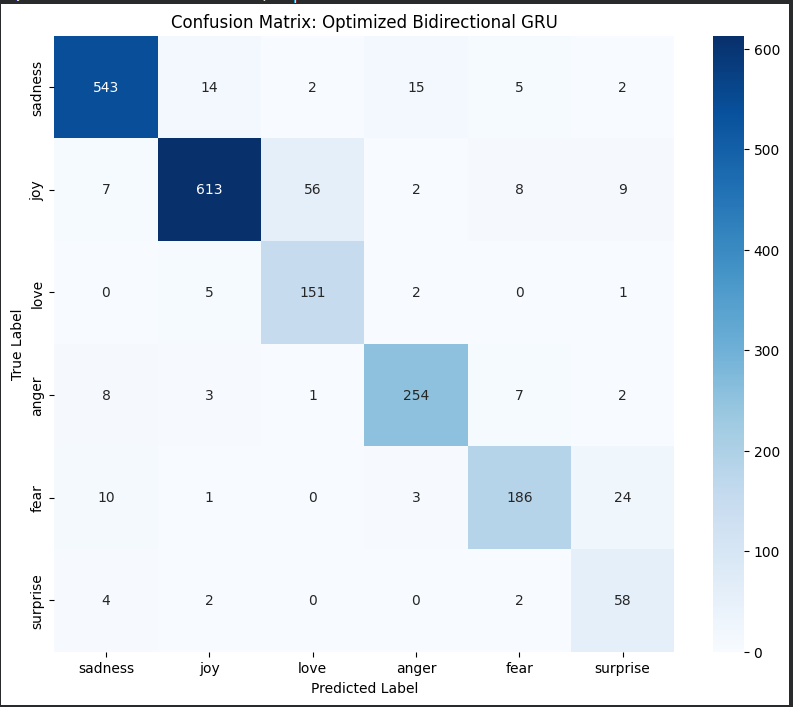 Confusion Matrix: Optimized Bidirectional GRU
sadness 543 14 2 15 5 2
joy 7 613 56 2 8 9
love 0 5 151 2 0 1
anger 8 3 1 254 7 2
fear 10 1 0 3 186 24
surprise 4 2 0 0 2 58
sadness joy love anger fear surprise
Predicted Label
True Label
600
500
400
300
200
100
0